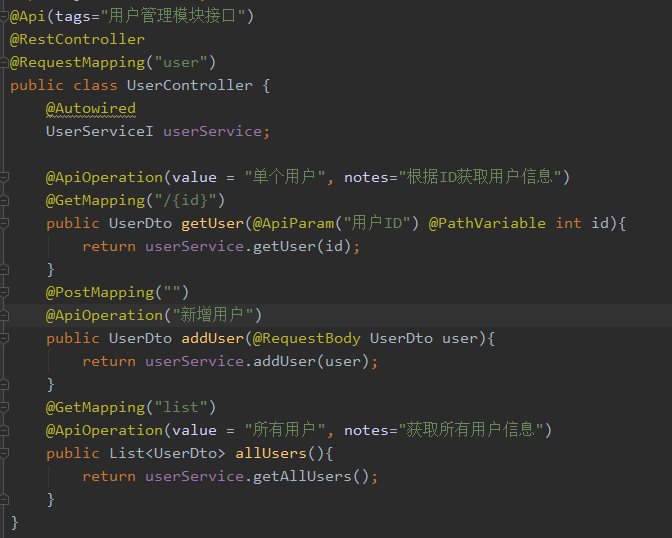 @Api(tags="用户管理模块接口")
@RestController
@RequestMapping("user")
public class UserController {
    @Autowired
    UserServiceI userService;

    @ApiOperation(value = "单个用户", notes="根据ID获取用户信息")
    @GetMapping("/{id}")
    public UserDto getUser(@ApiParam("用户ID") @PathVariable int id){
        return userService.getUser(id);
    }
    @PostMapping("")
    @ApiOperation("新增用户")
    public UserDto addUser(@RequestBody UserDto user){
        return userService.addUser(user);
    }
    @GetMapping("list")
    @ApiOperation(value = "所有用户", notes="获取所有用户信息")
    public List<UserDto> allUsers(){
        return userService.getAllUsers();
    }
}